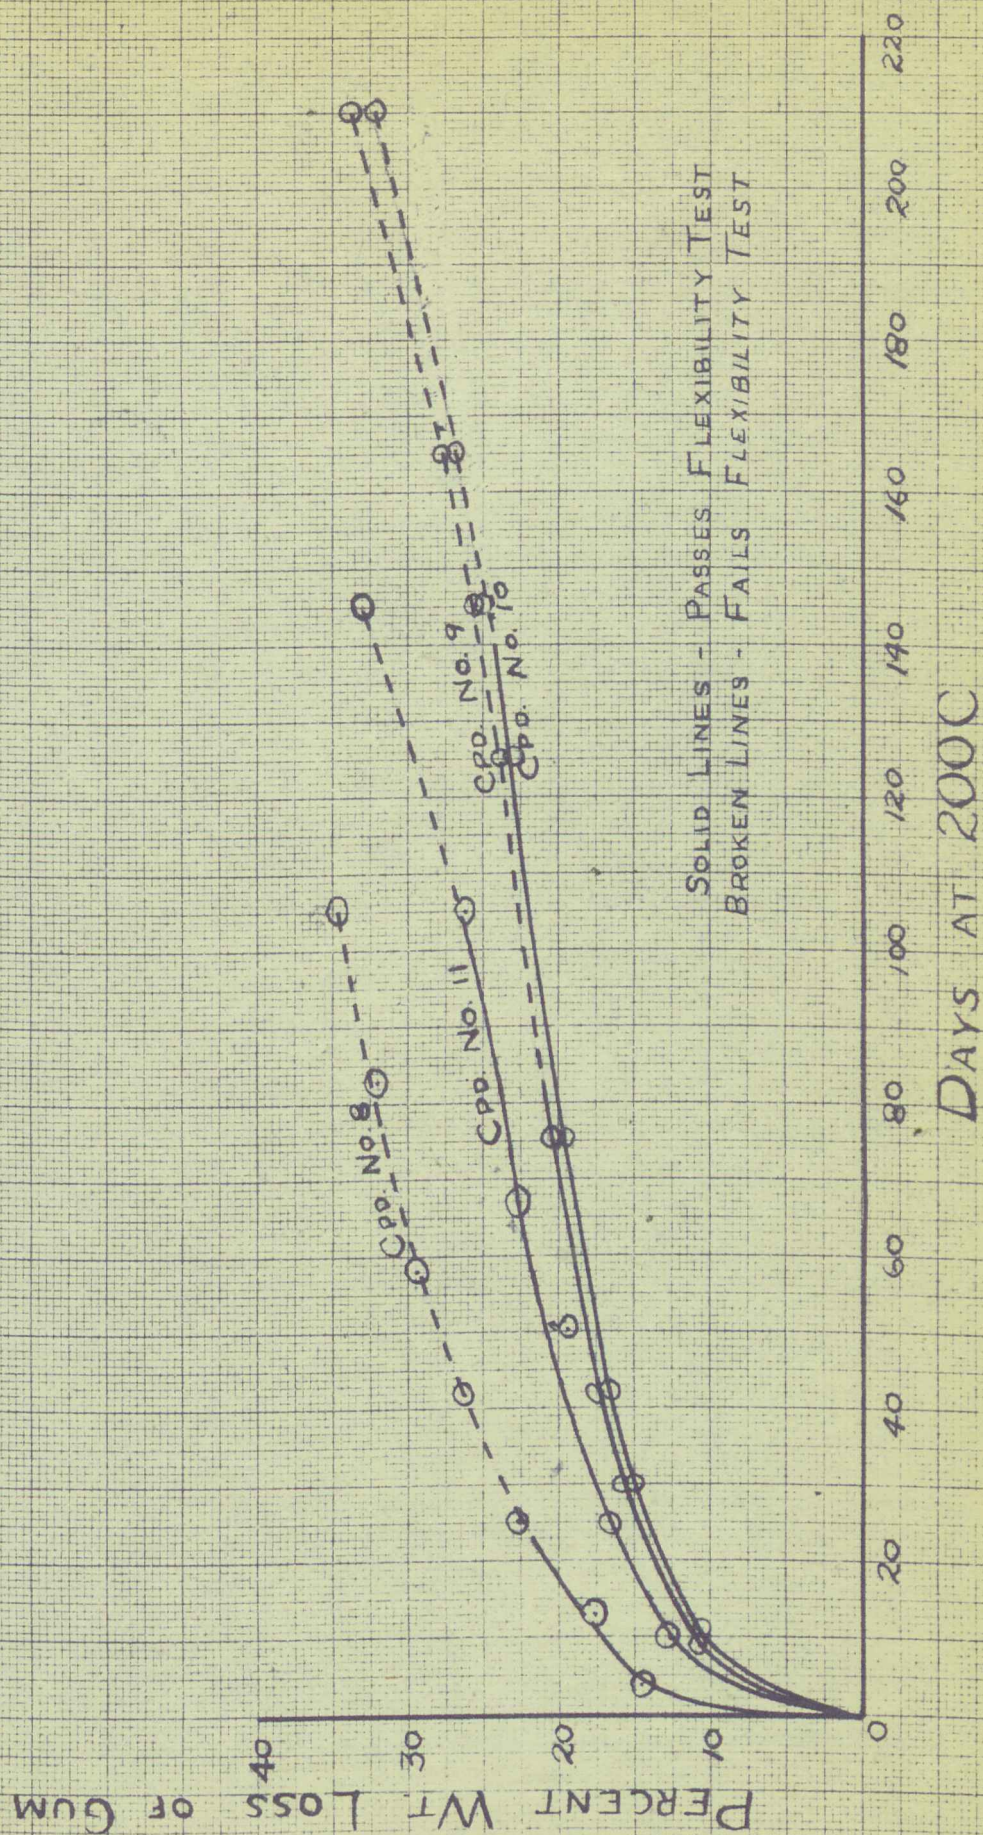 PERCENT WT. LOSS OF GUM
40
30
20
10
0
20
40
60
80
100
120
140
160
180
200
220
DAYS AT 200C
Cpd. No. 8
Cpd. No. 11
Cpd. No. 9
Cpd. No. 10
SOLID LINES - PASSES FLEXIBILITY TEST
BROKEN LINES - FAILS FLEXIBILITY TEST